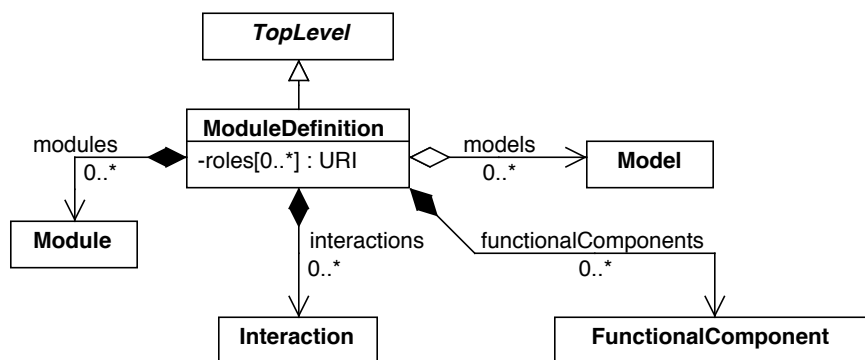 TopLevel
ModuleDefinition
-roles[0..*] : URI
modules
0..*
models
0..*
Model
Module
interactions
0..*
functionalComponents
0..*
Interaction
FunctionalComponent